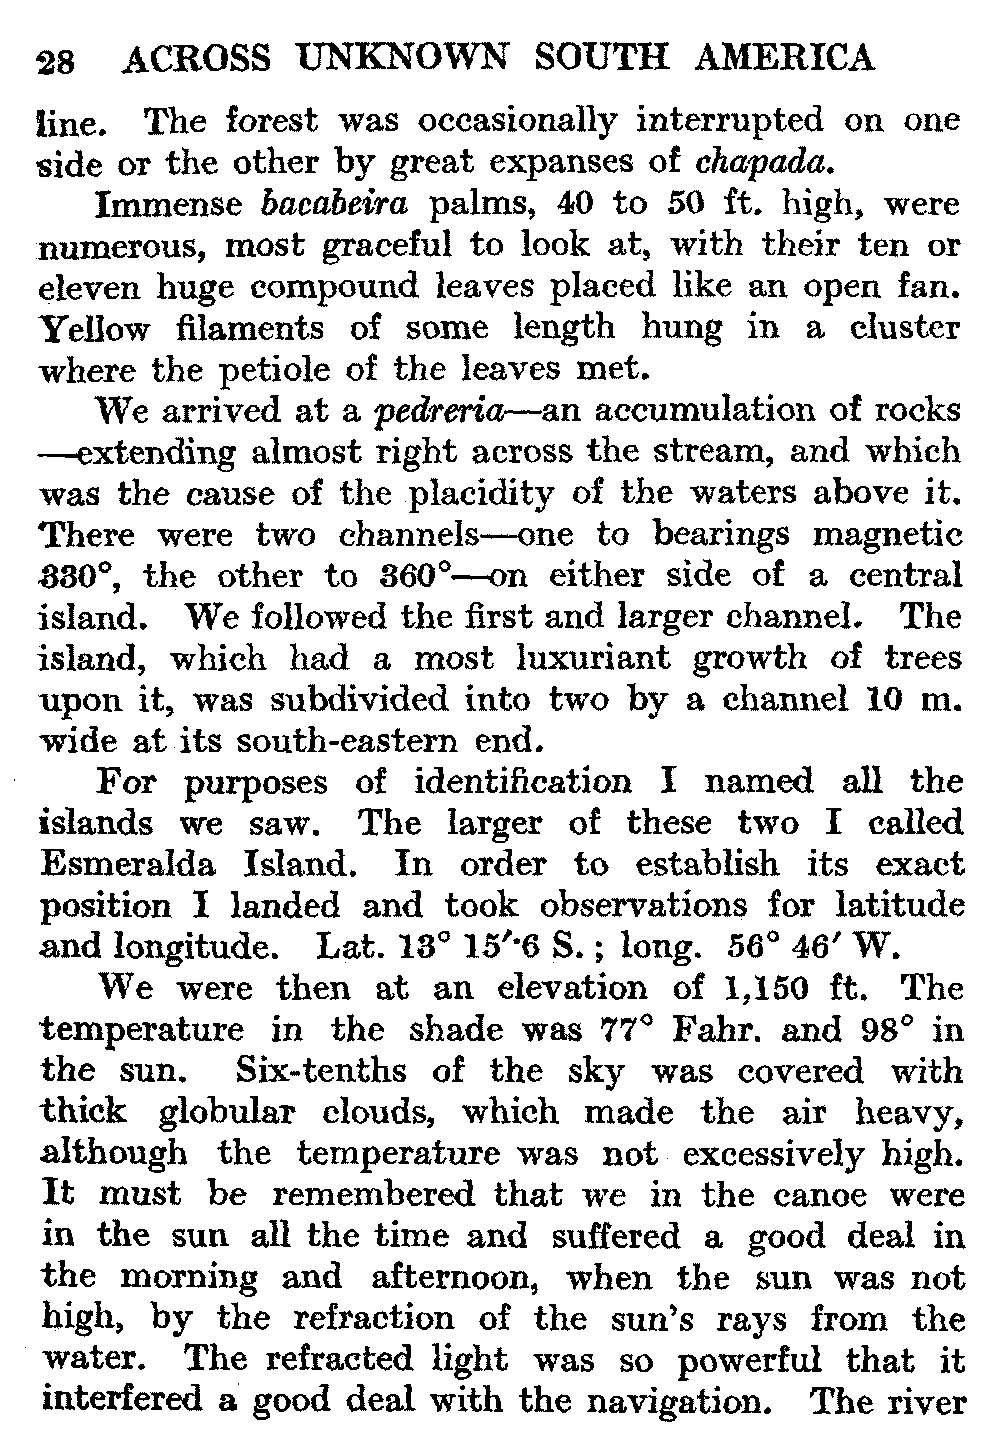 28 ACROSS UNKNOWN SOUTH AMERICA
line. The forest was occasionally interrupted on one
side or the other by great expanses of chapada.
Immense bacabeira palms, 40 to 50 ft. high, were
numerous, most graceful to look at, with their ten or
eleven huge compound leaves placed like an open fan.
Yellow filaments of some length hung in a cluster
where the petiole of the leaves met.
We arrived at a pedreria—an accumulation of rocks
—extending almost right across the stream, and which
was the cause of the placidity of the waters above it.
There were two channels—one to bearings magnetic
330°, the other to 360°—on either side of a central
island. We followed the first and larger channel. The
island, which had a most luxuriant growth of trees
upon it, was subdivided into two by a channel 10 m.
wide at its south-eastern end.
For purposes of identification I named all the
islands we saw. The larger of these two I called
Esmeralda Island. In order to establish its exact
position I landed and took observations for latitude
and longitude. Lat. 13° 15′·6 S.; long. 56° 46′ W.
We were then at an elevation of 1,150 ft. The
temperature in the shade was 77° Fahr. and 98° in
the sun. Six-tenths of the sky was covered with
thick globular clouds, which made the air heavy,
although the temperature was not excessively high.
It must be remembered that we in the canoe were
in the sun all the time and suffered a good deal in
the morning and afternoon, when the sun was not
high, by the refraction of the sun's rays from the
water. The refracted light was so powerful that it
interfered a good deal with the navigation. The river